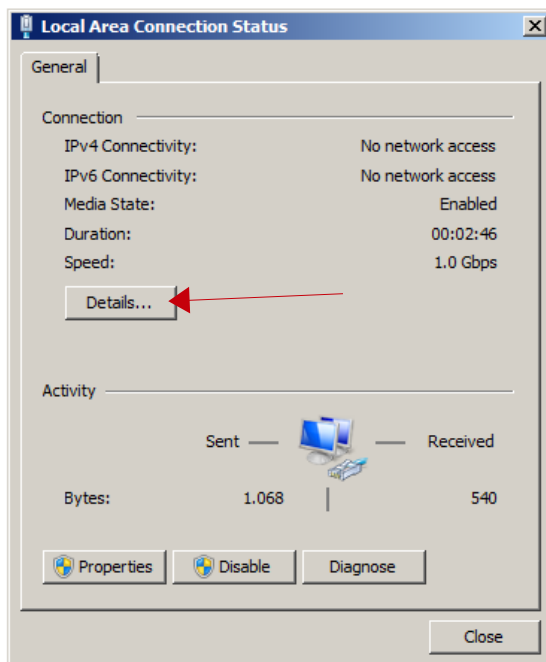 Local Area Connection Status
General
Connection
IPv4 Connectivity: No network access
IPv6 Connectivity: No network access
Media State: Enabled
Duration: 00:02:46
Speed: 1.0 Gbps
Details...
Activity
Sent Received
Bytes: 1.068 540
Properties Disable Diagnose
Close